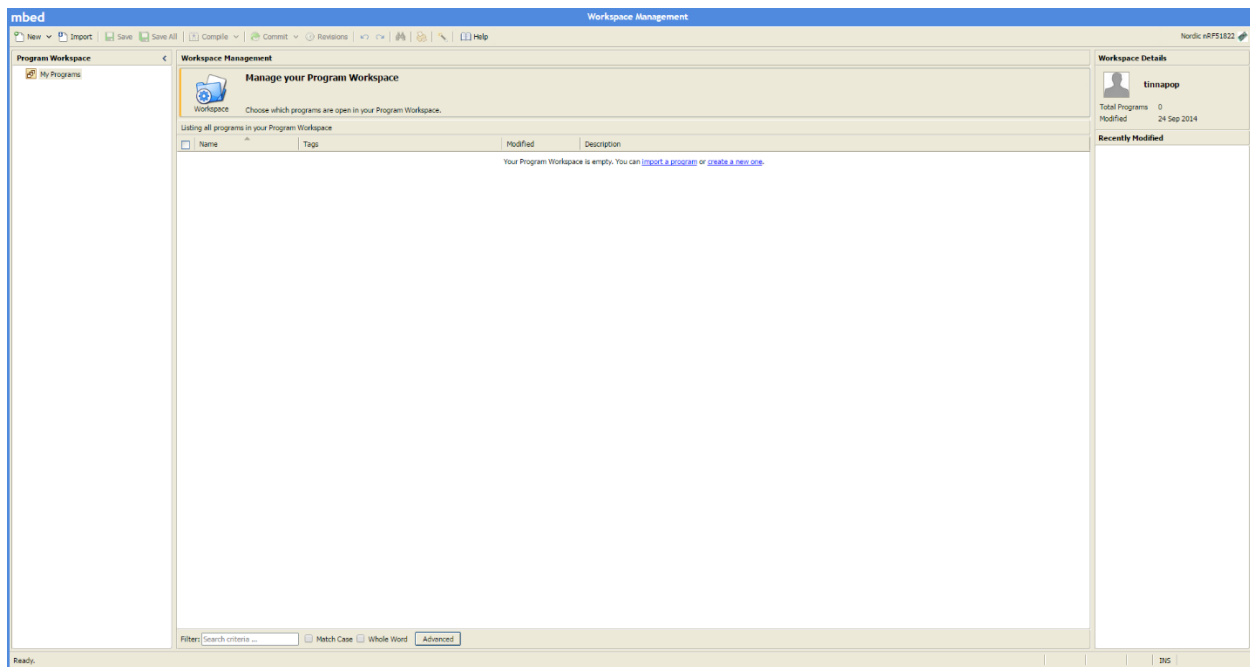 mbed
Workspace Management
New Import Save Save All Compile Commit Revisions Help
Nordic nRF51822
Program Workspace
My Programs
Workspace Management
Workspace
Manage your Program Workspace
Choose which programs are open in your Program Workspace.
Listing all programs in your Program Workspace
Name Tags Modified Description
Your Program Workspace is empty. You can import a program or create a new one.
Filter: Search criteria ... Match Case Whole Word Advanced
Workspace Details
tinnapop
Total Programs 0
Modified 24 Sep 2014
Recently Modified
Ready.
INS